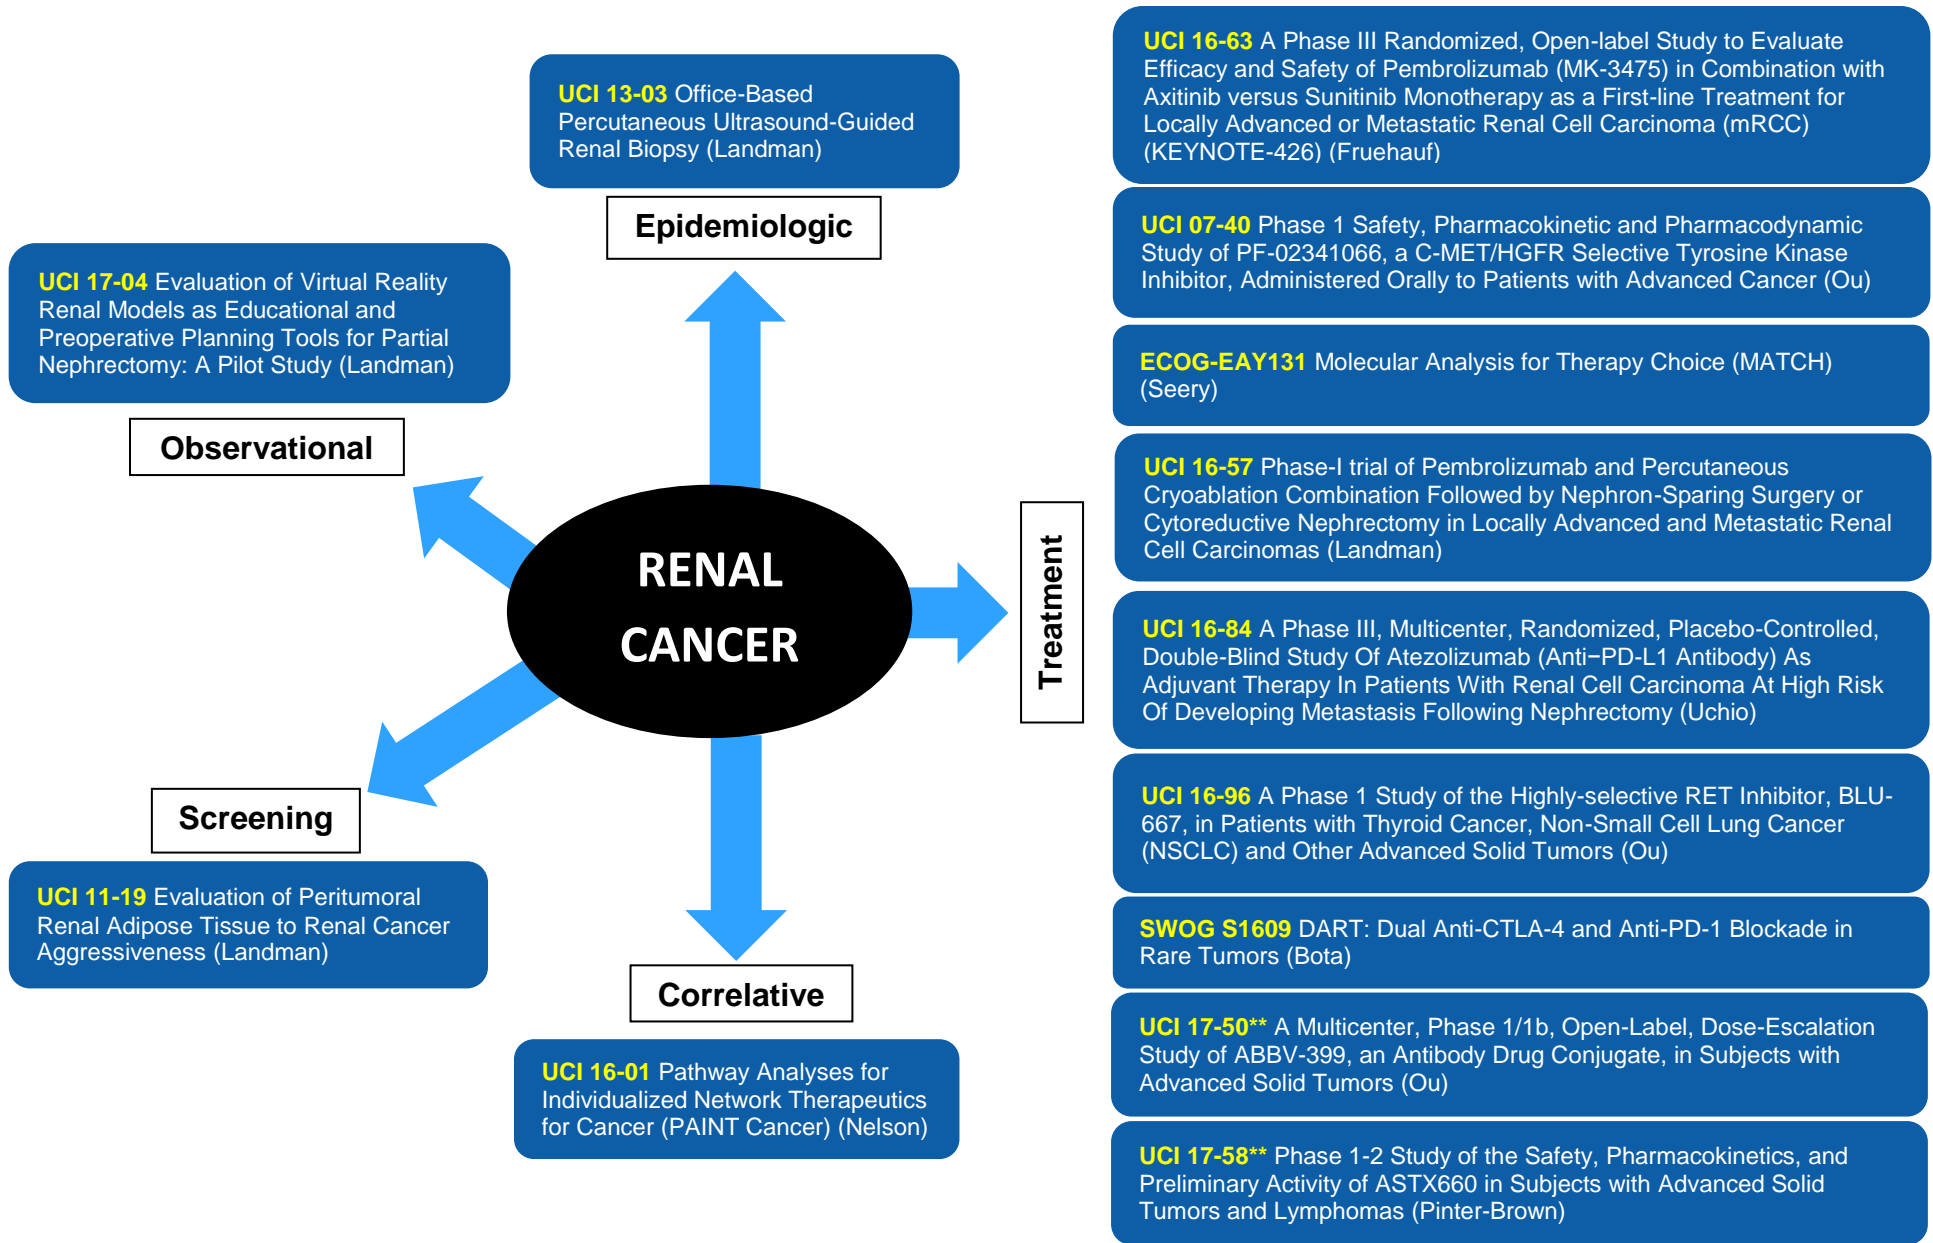 UCI 13-03 Office-Based
Percutaneous Ultrasound-Guided
Renal Biopsy (Landman)
Epidemiologic
UCI 17-04 Evaluation of Virtual Reality
Renal Models as Educational and
Preoperative Planning Tools for Partial
Nephrectomy: A Pilot Study (Landman)
Observational
RENAL
CANCER
Screening
UCI 11-19 Evaluation of Peritumoral
Renal Adipose Tissue to Renal Cancer
Aggressiveness (Landman)
Correlative
UCI 16-01 Pathway Analyses for
Individualized Network Therapeutics
for Cancer (PAINT Cancer) (Nelson)
Treatment
UCI 16-63 A Phase III Randomized, Open-label Study to Evaluate
Efficacy and Safety of Pembrolizumab (MK-3475) in Combination with
Axitinib versus Sunitinib Monotherapy as a First-line Treatment for
Locally Advanced or Metastatic Renal Cell Carcinoma (mRCC)
(KEYNOTE-426) (Fruehauf)
UCI 07-40 Phase 1 Safety, Pharmacokinetic and Pharmacodynamic
Study of PF-02341066, a C-MET/HGFR Selective Tyrosine Kinase
Inhibitor, Administered Orally to Patients with Advanced Cancer (Ou)
ECOG-EAY131 Molecular Analysis for Therapy Choice (MATCH)
(Seery)
UCI 16-57 Phase-I trial of Pembrolizumab and Percutaneous
Cryoablation Combination Followed by Nephron-Sparing Surgery or
Cytoreductive Nephrectomy in Locally Advanced and Metastatic Renal
Cell Carcinomas (Landman)
UCI 16-84 A Phase III, Multicenter, Randomized, Placebo-Controlled,
Double-Blind Study Of Atezolizumab (Anti−PD-L1 Antibody) As
Adjuvant Therapy In Patients With Renal Cell Carcinoma At High Risk
Of Developing Metastasis Following Nephrectomy (Uchio)
UCI 16-96 A Phase 1 Study of the Highly-selective RET Inhibitor, BLU-
667, in Patients with Thyroid Cancer, Non-Small Cell Lung Cancer
(NSCLC) and Other Advanced Solid Tumors (Ou)
SWOG S1609 DART: Dual Anti-CTLA-4 and Anti-PD-1 Blockade in
Rare Tumors (Bota)
UCI 17-50** A Multicenter, Phase 1/1b, Open-Label, Dose-Escalation
Study of ABBV-399, an Antibody Drug Conjugate, in Subjects with
Advanced Solid Tumors (Ou)
UCI 17-58** Phase 1-2 Study of the Safety, Pharmacokinetics, and
Preliminary Activity of ASTX660 in Subjects with Advanced Solid
Tumors and Lymphomas (Pinter-Brown)